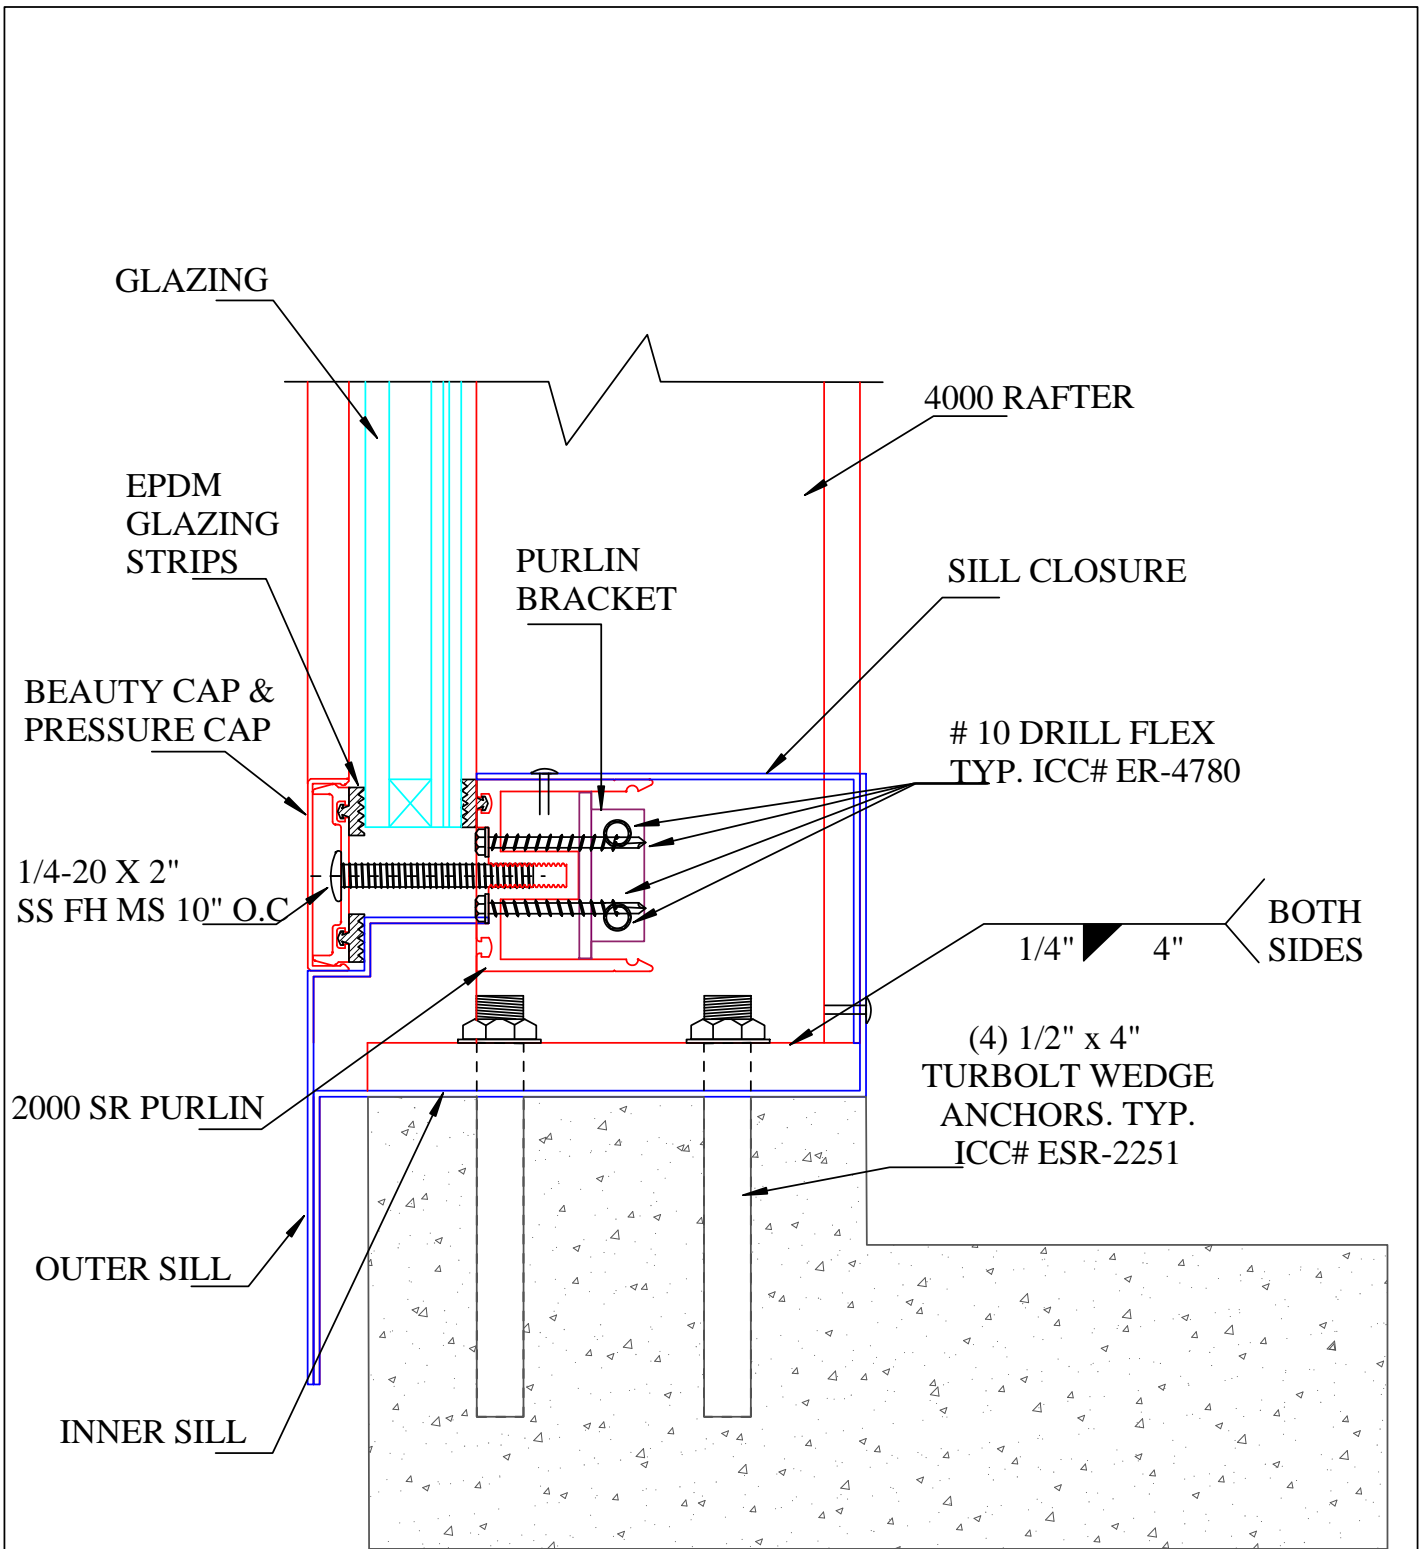 GLAZING
4000 RAFTER
EPDM
GLAZING
STRIPS
PURLIN
BRACKET
SILL CLOSURE
BEAUTY CAP &
PRESSURE CAP
# 10 DRILL FLEX
TYP. ICC# ER-4780
1/4-20 X 2"
SS FH MS 10" O.C
1/4" 4"
BOTH
SIDES
(4) 1/2" x 4"
TURBOLT WEDGE
ANCHORS. TYP.
ICC# ESR-2251
2000 SR PURLIN
OUTER SILL
INNER SILL